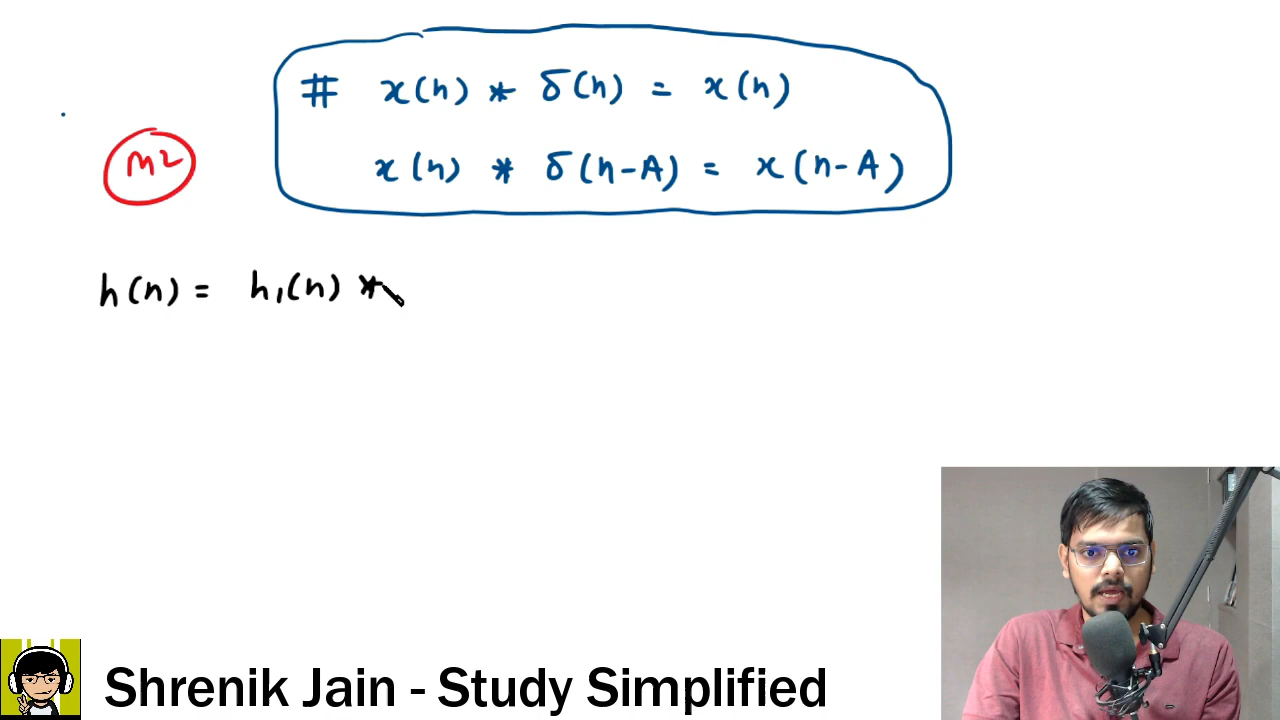 # x(n) * δ(n) = x(n)
M2
x(n) * δ(n-A) = x(n-A)
h(n) = h₁(n) *
Shrenik Jain - Study Simplified